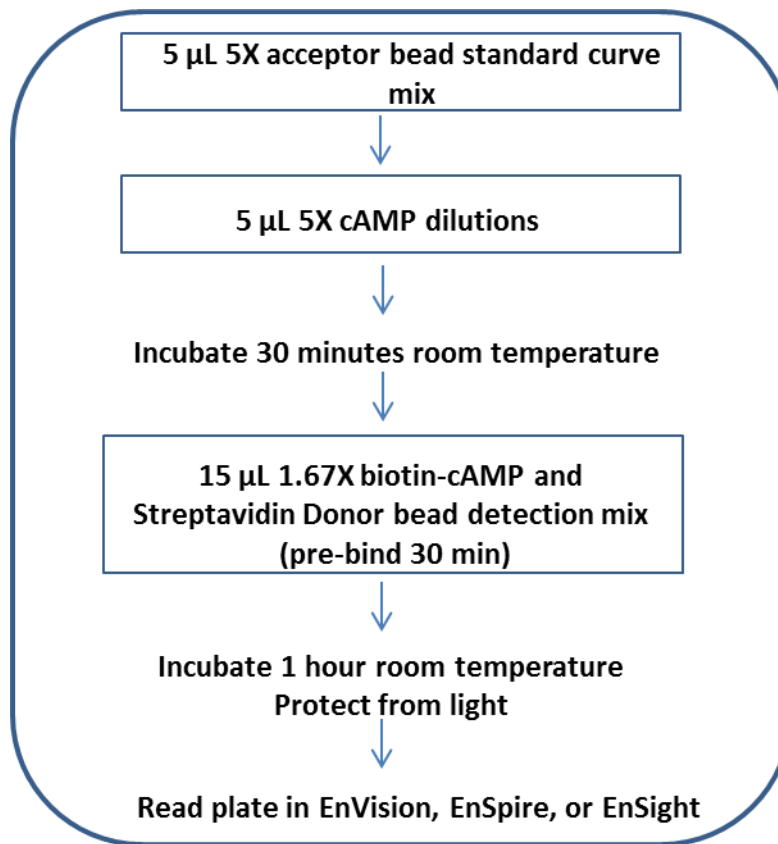 5 µL 5X acceptor bead standard curve
mix
5 µL 5X cAMP dilutions
Incubate 30 minutes room temperature
15 µL 1.67X biotin-cAMP and
Streptavidin Donor bead detection mix
(pre-bind 30 min)
Incubate 1 hour room temperature
Protect from light
Read plate in EnVision, EnSpire, or EnSight